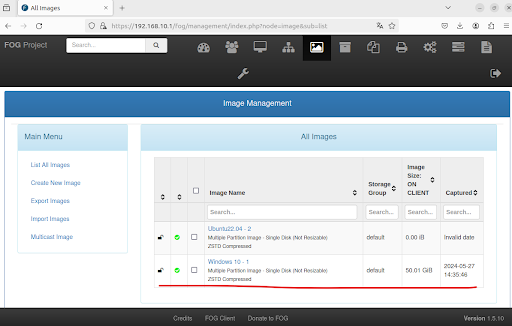 All Images
https://192.168.10.1/fog/management/index.php?node=image&sub=list
FOG Project
Search...
Image Management
Main Menu
List All Images
Create New Image
Export Images
Import Images
Multicast Image
All Images
Image Name
Storage Group
Image Size: ON CLIENT
Captured
Search...
Search...
Search...
Search...
Ubuntu22.04 - 2
Multiple Partition Image - Single Disk (Not Resizable)
ZSTD Compressed
default
0.00 iB
Invalid date
Windows 10 - 1
Multiple Partition Image - Single Disk (Not Resizable)
ZSTD Compressed
default
50.01 GiB
2024-05-27 14:35:46
Credits
FOG Client
Donate to FOG
Version 1.5.10